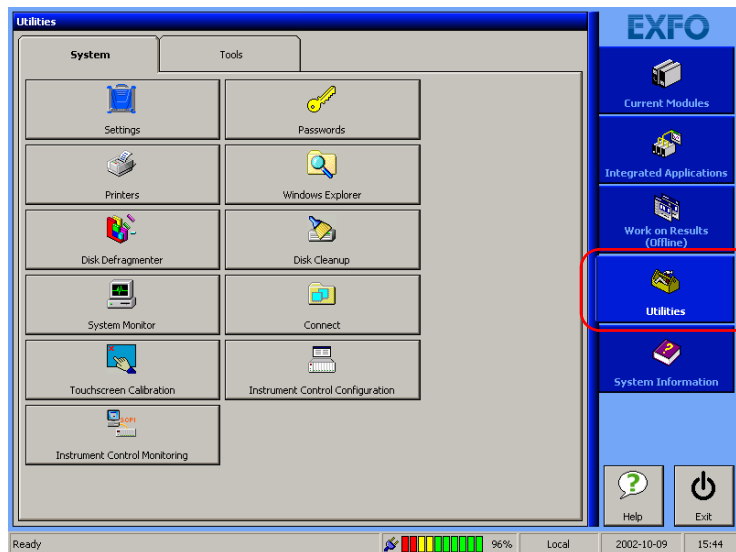 Utilities
EXFO
System
Tools
Settings
Passwords
Printers
Windows Explorer
Disk Defragmenter
Disk Cleanup
System Monitor
Connect
Touchscreen Calibration
Instrument Control Configuration
Instrument Control Monitoring
Current Modules
Integrated Applications
Work on Results
(Offline)
Utilities
System Information
Help
Exit
Ready
96%
Local
2002-10-09
15:44